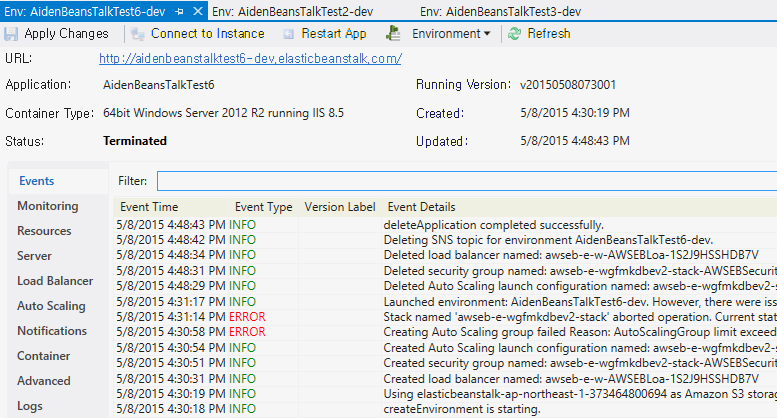 Env: AidenBeansTalkTest6-dev Env: AidenBeansTalkTest2-dev Env: AidenBeansTalkTest3-dev
Apply Changes Connect to Instance Restart App Environment Refresh
URL: http://aidenbeanstalktest6-dev.elasticbeanstalk.com/
Application: AidenBeansTalkTest6 Running Version: v20150508073001
Container Type: 64bit Windows Server 2012 R2 running IIS 8.5 Created: 5/8/2015 4:30:19 PM
Status: Terminated Updated: 5/8/2015 4:48:43 PM
Events Filter:
Monitoring Event Time Event Type Version Label Event Details
5/8/2015 4:48:43 PM INFO deleteApplication completed successfully.
Resources 5/8/2015 4:48:42 PM INFO Deleting SNS topic for environment AidenBeansTalkTest6-dev.
Server 5/8/2015 4:48:34 PM INFO Deleted load balancer named: awseb-e-w-AWSEBLoa-1S2J9HSSHDB7V
5/8/2015 4:48:31 PM INFO Deleted security group named: awseb-e-wgfmkdbev2-stack-AWSEBSecurit
Load Balancer 5/8/2015 4:48:29 PM INFO Deleted Auto Scaling launch configuration named: awseb-e-wgfmkdbev2-
Auto Scaling 5/8/2015 4:31:17 PM INFO Launched environment: AidenBeansTalkTest6-dev. However, there were iss
5/8/2015 4:31:14 PM ERROR Stack named 'awseb-e-wgfmkdbev2-stack' aborted operation. Current stat
Notifications 5/8/2015 4:30:58 PM ERROR Creating Auto Scaling group failed Reason: AutoScalingGroup limit exceed
Container 5/8/2015 4:30:54 PM INFO Created Auto Scaling launch configuration named: awseb-e-wgfmkdbev2-
5/8/2015 4:30:51 PM INFO Created security group named: awseb-e-wgfmkdbev2-stack-AWSEBSecurit
Advanced 5/8/2015 4:30:31 PM INFO Created load balancer named: awseb-e-w-AWSEBLoa-1S2J9HSSHDB7V
5/8/2015 4:30:19 PM INFO Using elasticbeanstalk-ap-northeast-1-373464800694 as Amazon S3 storag
Logs 5/8/2015 4:30:18 PM INFO createEnvironment is starting.